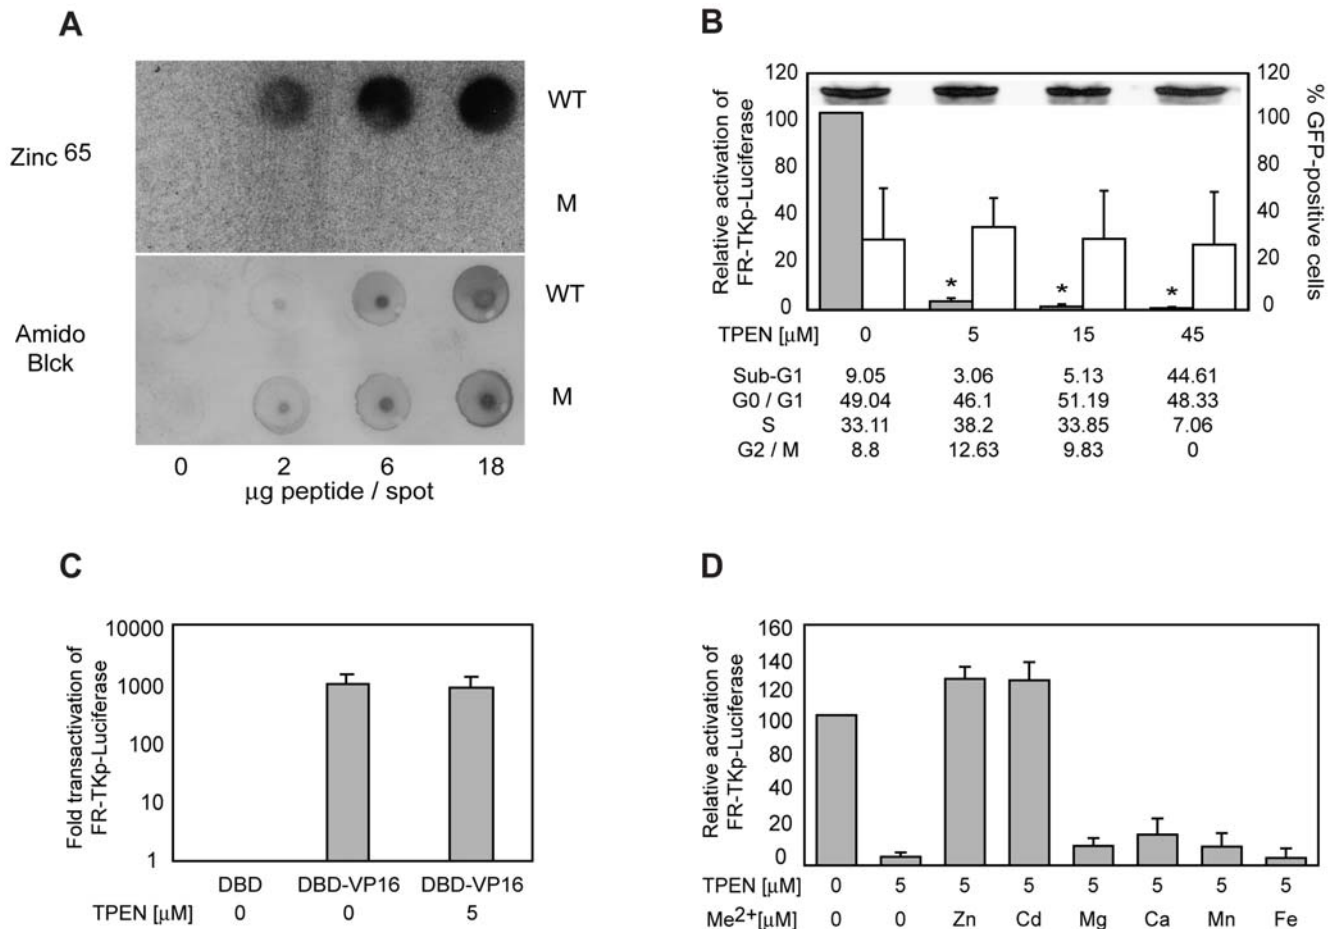 A
Zinc 65
WT
M
Amido
Blck
WT
M
0 2 6 18
μg peptide / spot
B
Relative activation of
FR-TKp-Luciferase
120
100
80
40
20
0
120
100
80
40
20
0
% GFP-positive cells
* * *
TPEN [μM] 0 5 15 45
Sub-G1 9.05 3.06 5.13 44.61
G0 / G1 49.04 46.1 51.19 48.33
S 33.11 38.2 33.85 7.06
G2 / M 8.8 12.63 9.83 0
C
Fold transactivation of
FR-TKp-Luciferase
10000
1000
100
10
1
DBD DBD-VP16 DBD-VP16
TPEN [μM] 0 0 5
D
Relative activation of
FR-TKp-Luciferase
160
140
120
100
80
40
20
0
TPEN [μM] 0 5 5 5 5 5 5 5
Me2+[μM] 0 0 Zn Cd Mg Ca Mn Fe